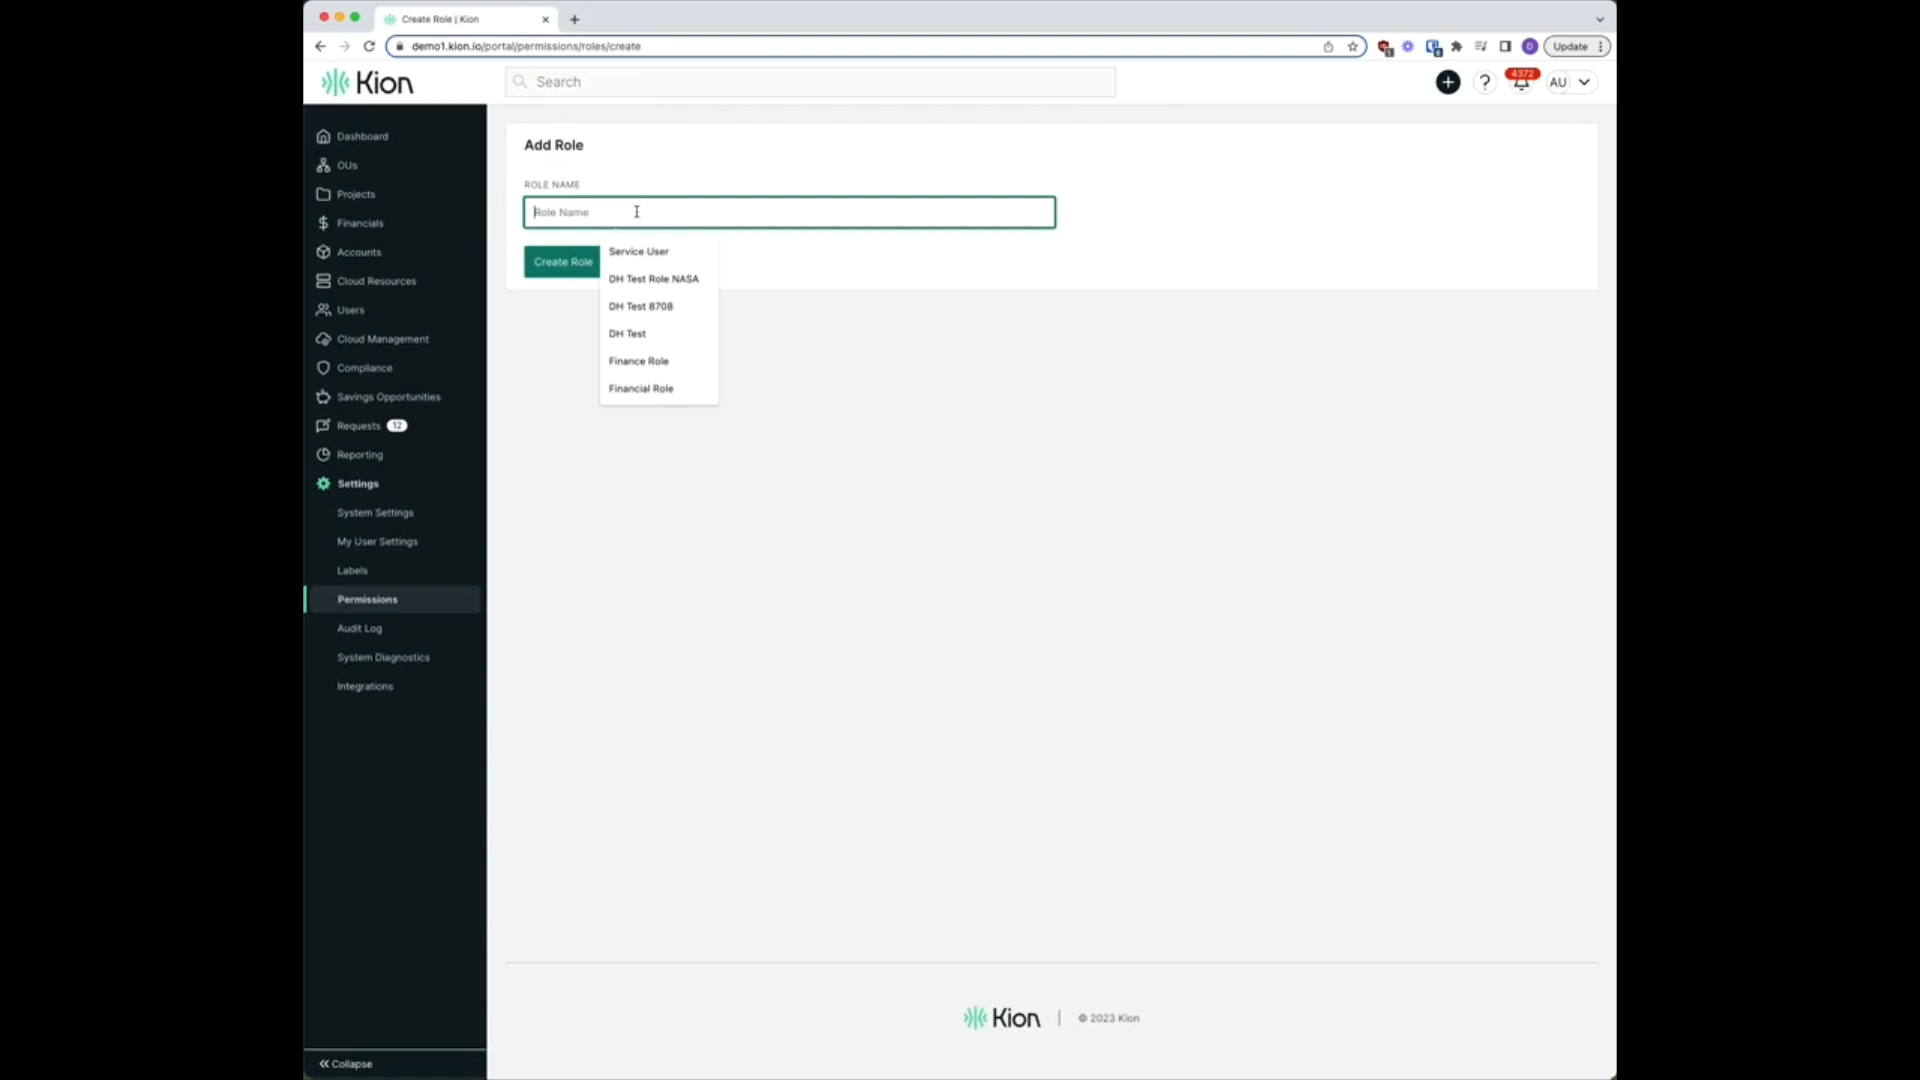 Create Role | Kion
demo1.kion.io/portal/permissions/roles/create
Update
Kion
Search
4372
AU
Dashboard
OUs
Projects
Financials
Accounts
Cloud Resources
Users
Cloud Management
Compliance
Savings Opportunities
Requests 12
Reporting
Settings
System Settings
My User Settings
Labels
Permissions
Audit Log
System Diagnostics
Integrations
Collapse
Add Role
ROLE NAME
Role Name
Create Role
Service User
DH Test Role NASA
DH Test 8708
DH Test
Finance Role
Financial Role
Kion | © 2023 Kion